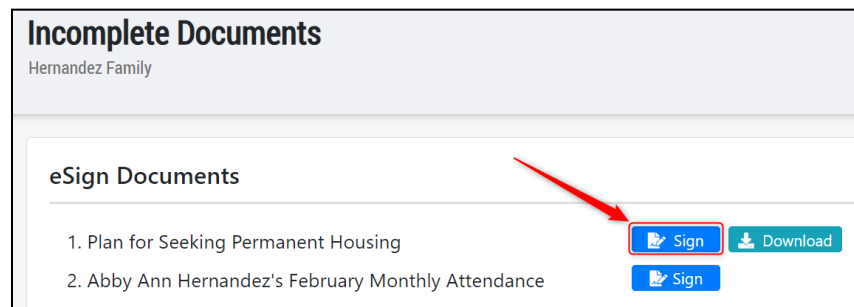 Incomplete Documents
Hernandez Family
eSign Documents
1. Plan for Seeking Permanent Housing Sign Download
2. Abby Ann Hernandez's February Monthly Attendance Sign